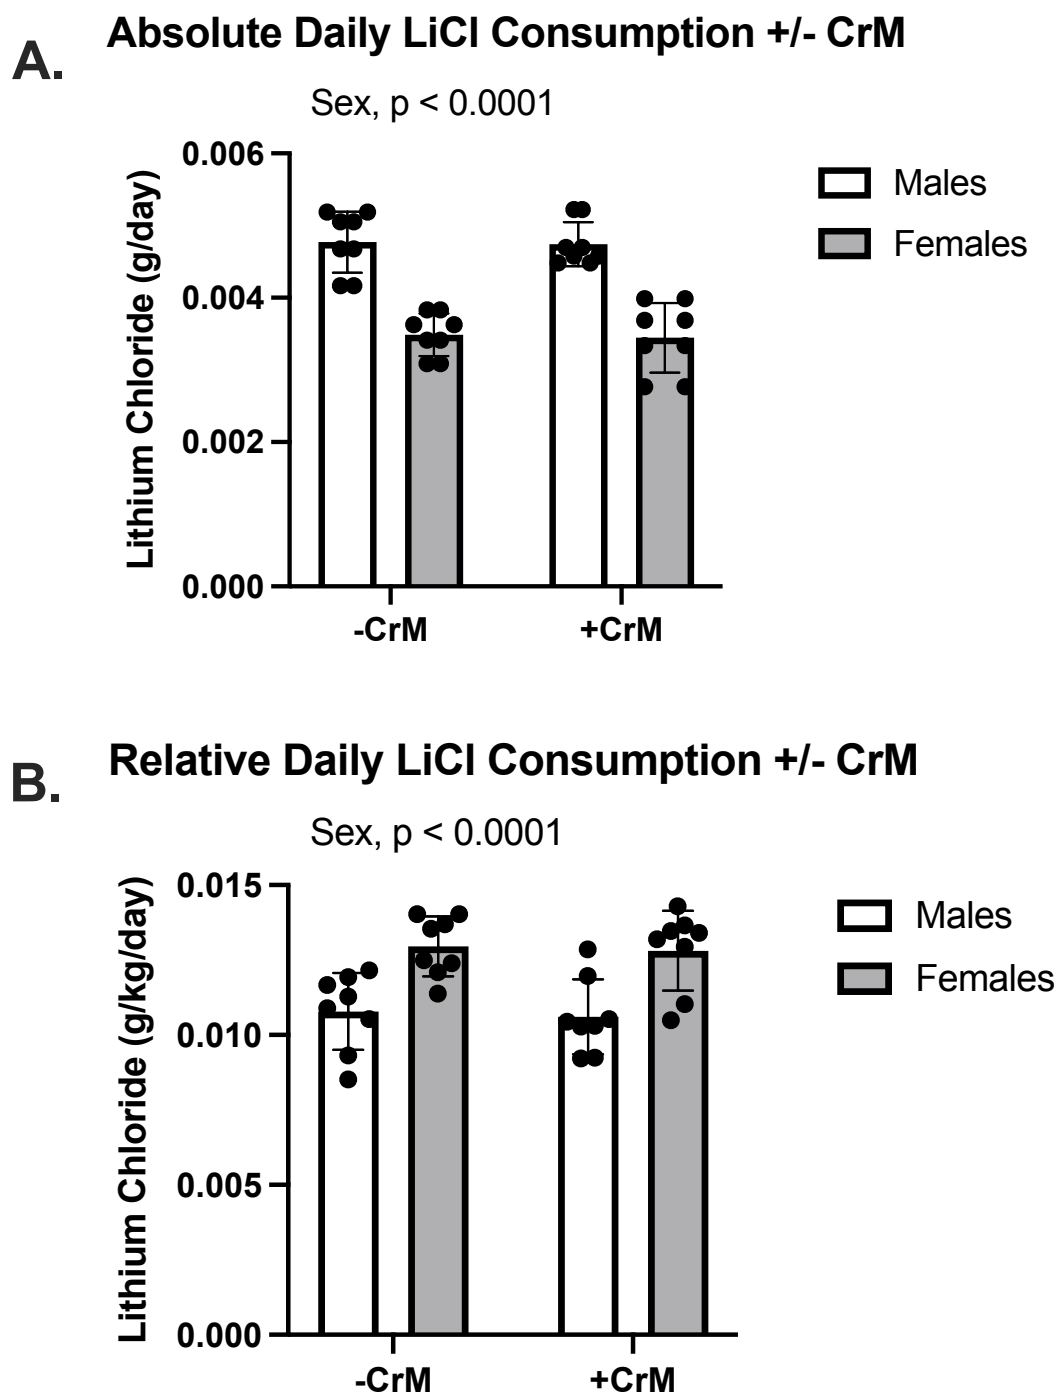 A.
Absolute Daily LiCl Consumption +/- CrM
Sex, p < 0.0001
Lithium Chloride (g/day)
0.006
0.004
0.002
0.000
-CrM
+CrM
Males
Females
B.
Relative Daily LiCl Consumption +/- CrM
Sex, p < 0.0001
Lithium Chloride (g/kg/day)
0.015
0.010
0.005
0.000
-CrM
+CrM
Males
Females